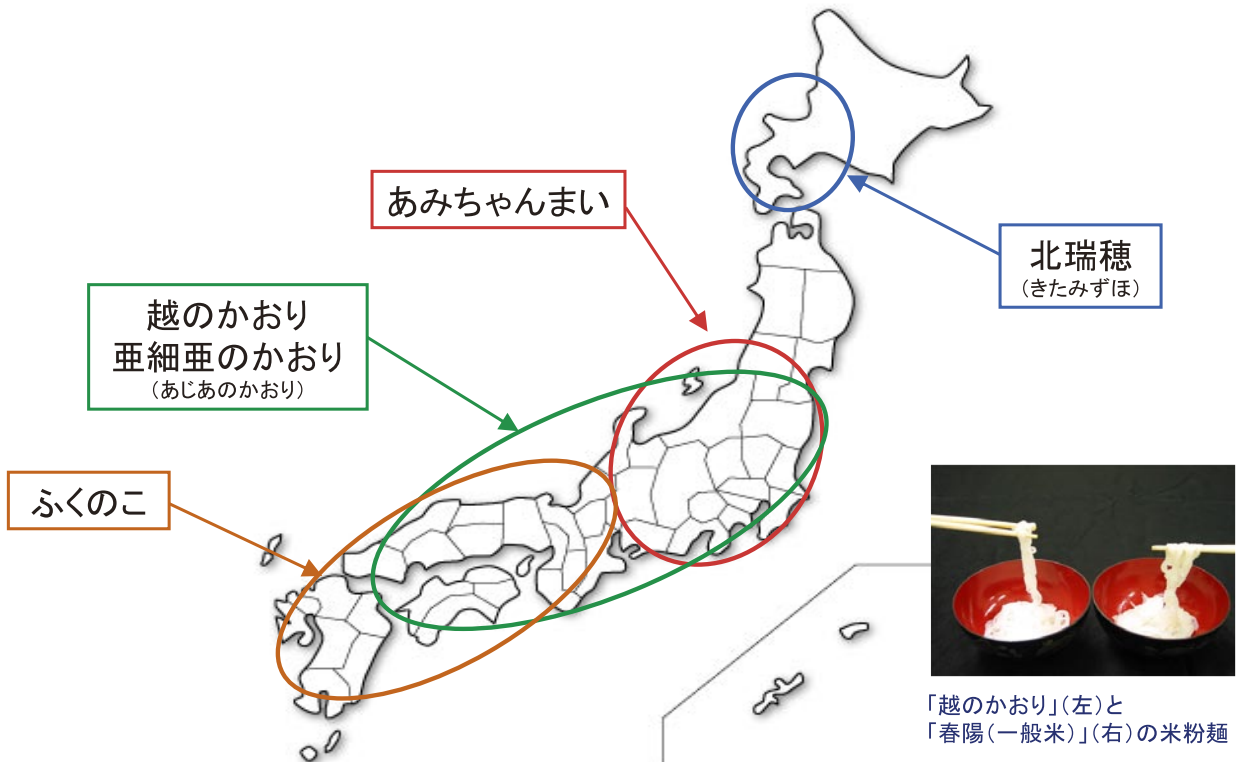 あみちゃんまい
北瑞穂
(きたみずほ)
越のかおり
亜細亜のかおり
(あじあのかおり)
ふくのこ
「越のかおり」(左)と
「春陽(一般米)」(右)の米粉麺